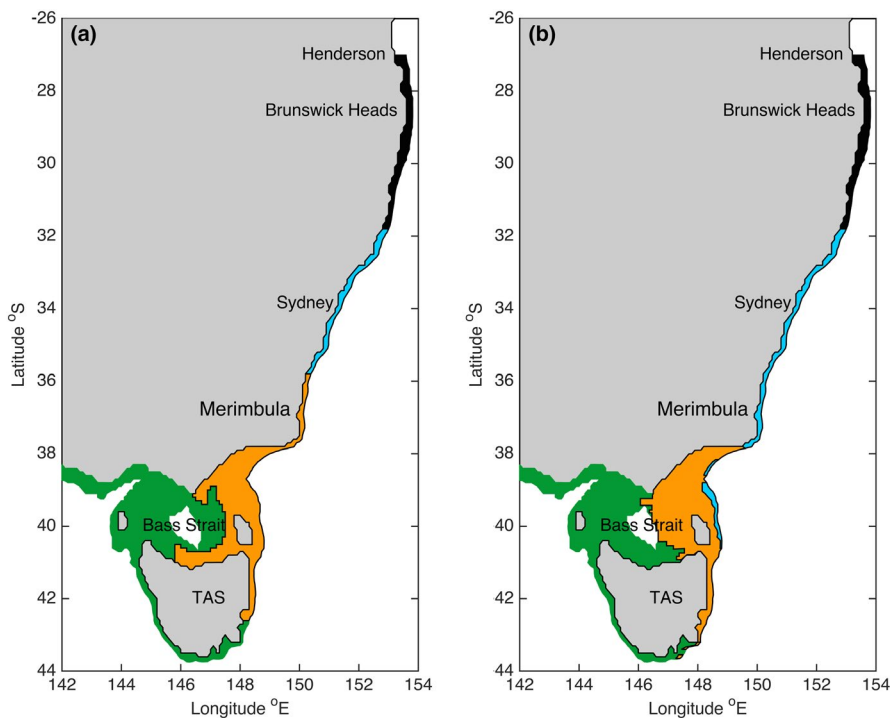 (a)
Henderson
Brunswick Heads
Sydney
Merimbula
Bass Strait
TAS
-26
28
30
32
34
36
38
40
42
44
142
144
146
148
150
152
154
Latitude °S
Longitude °E
(b)
Henderson
Brunswick Heads
Sydney
Merimbula
Bass Strait
TAS
-26
28
30
32
34
36
38
40
42
44
142
144
146
148
150
152
154
Latitude °S
Longitude °E